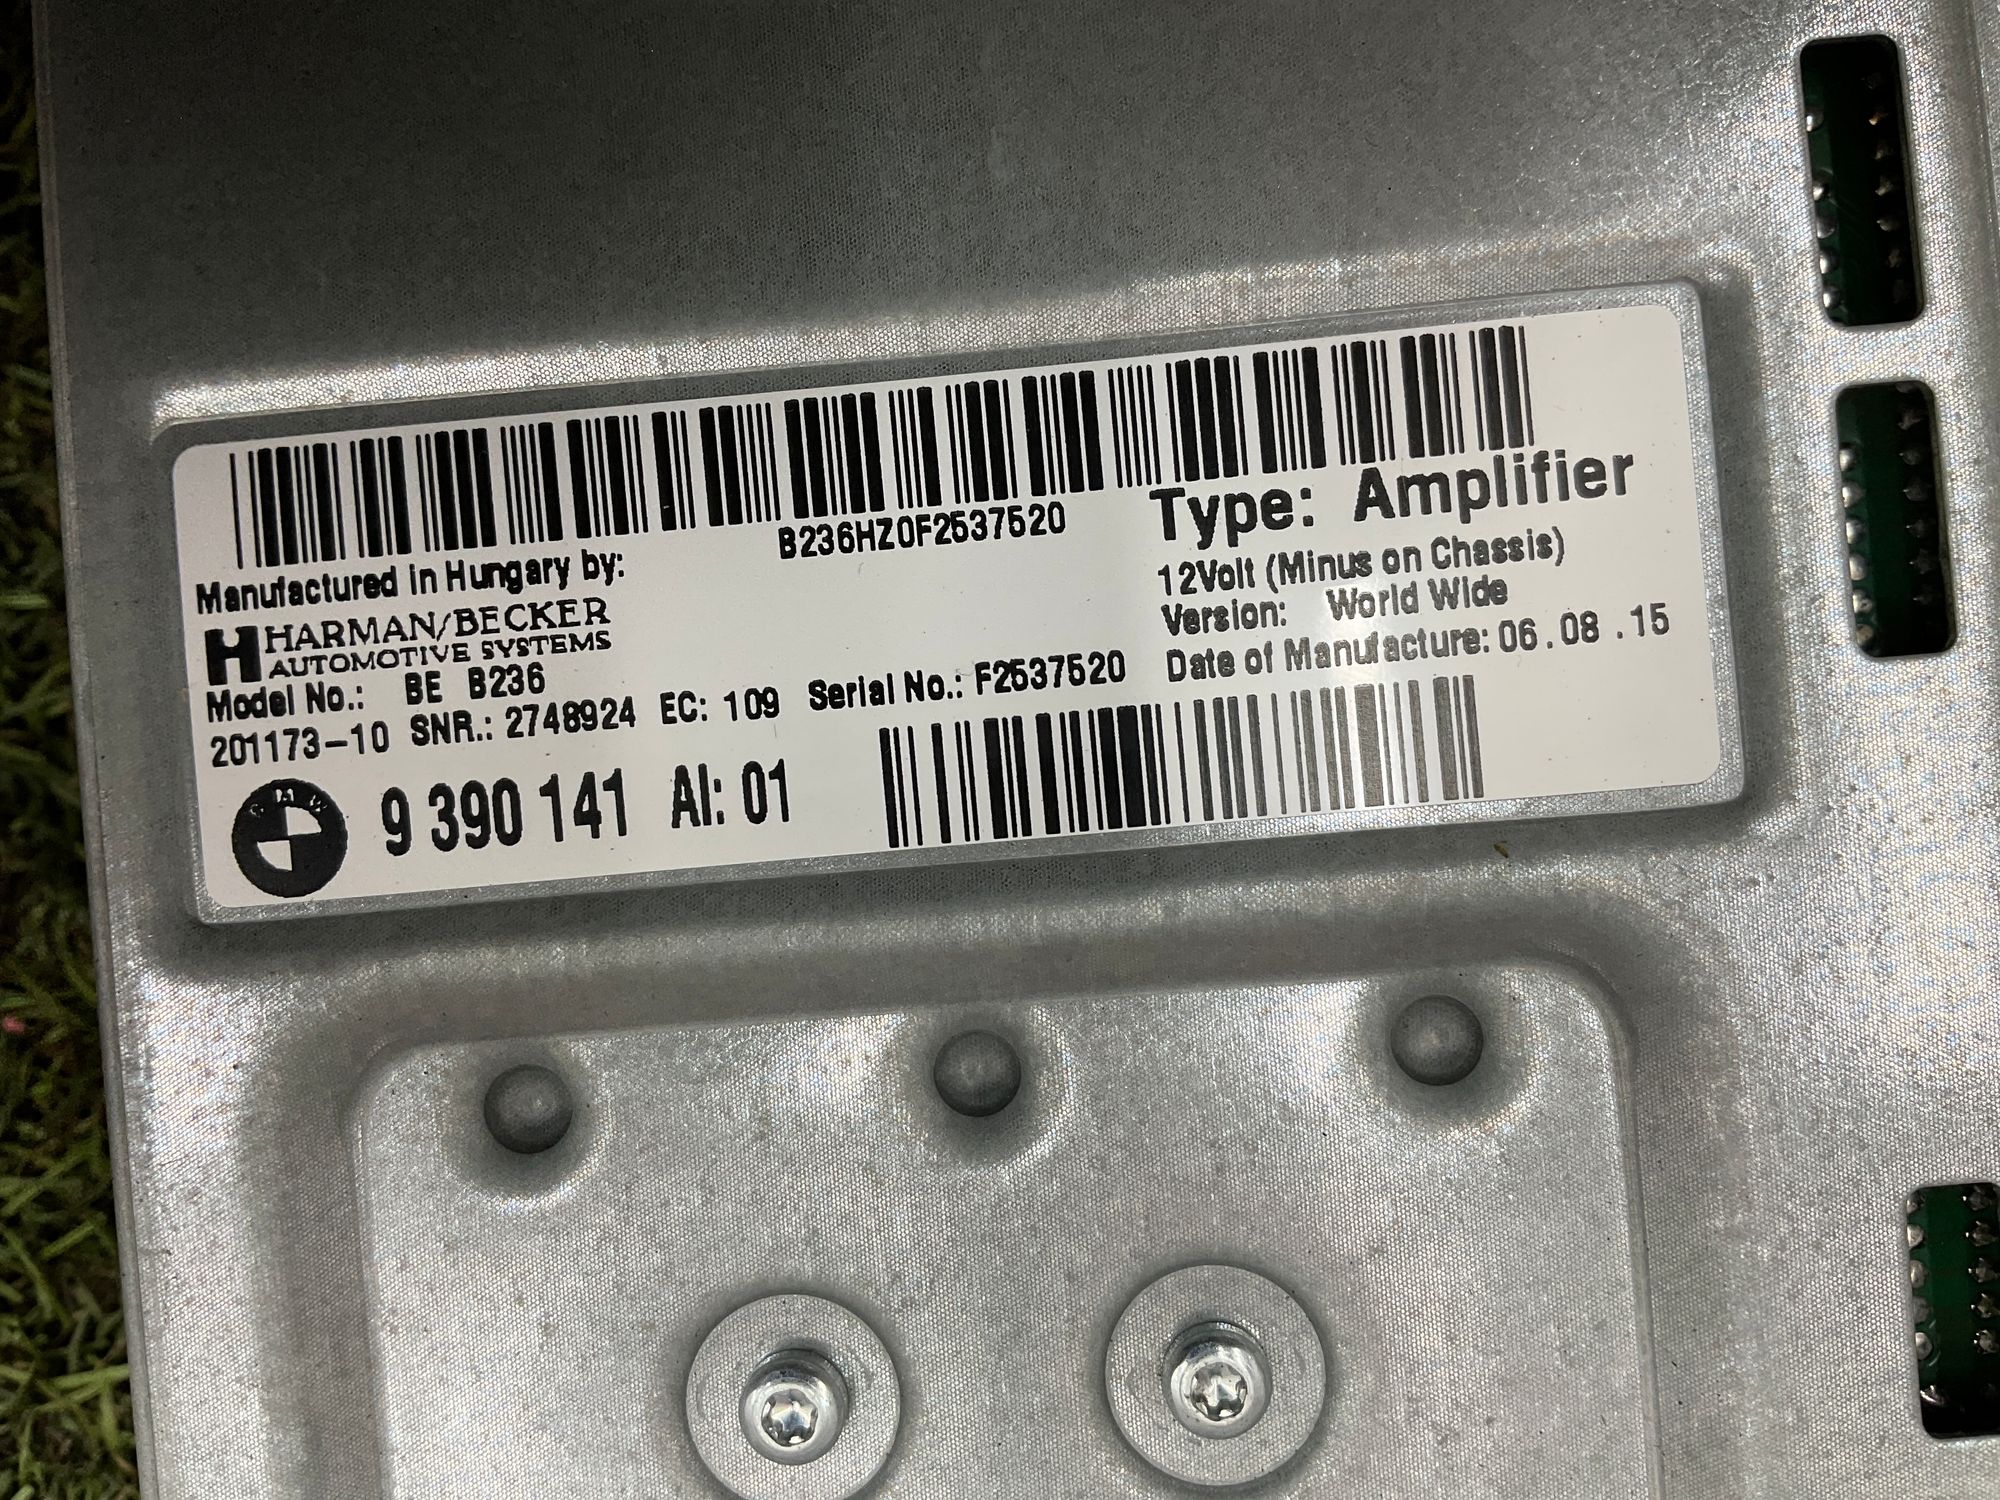 B236HZ0F2537520
Type: Amplifier
Manufactured in Hungary by:
12Volt (Minus on Chassis)
HARMAN/BECKER
AUTOMOTIVE SYSTEMS
Version: World Wide
Model No.: BE B236
Date of Manufacture: 06.08.15
201173-10 SNR.: 2748924 EC: 109 Serial No.: F2537520
BMW
9 390 141 AI: 01